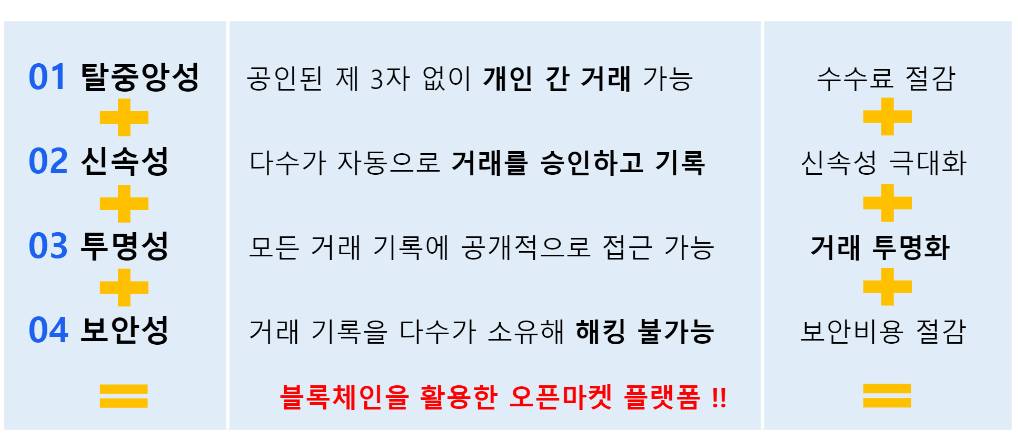 01 탈중앙성 공인된 제 3자 없이 개인 간 거래 가능 수수료 절감
02 신속성 다수가 자동으로 거래를 승인하고 기록 신속성 극대화
03 투명성 모든 거래 기록에 공개적으로 접근 가능 거래 투명화
04 보안성 거래 기록을 다수가 소유해 해킹 불가능 보안비용 절감
블록체인을 활용한 오픈마켓 플랫폼 !!